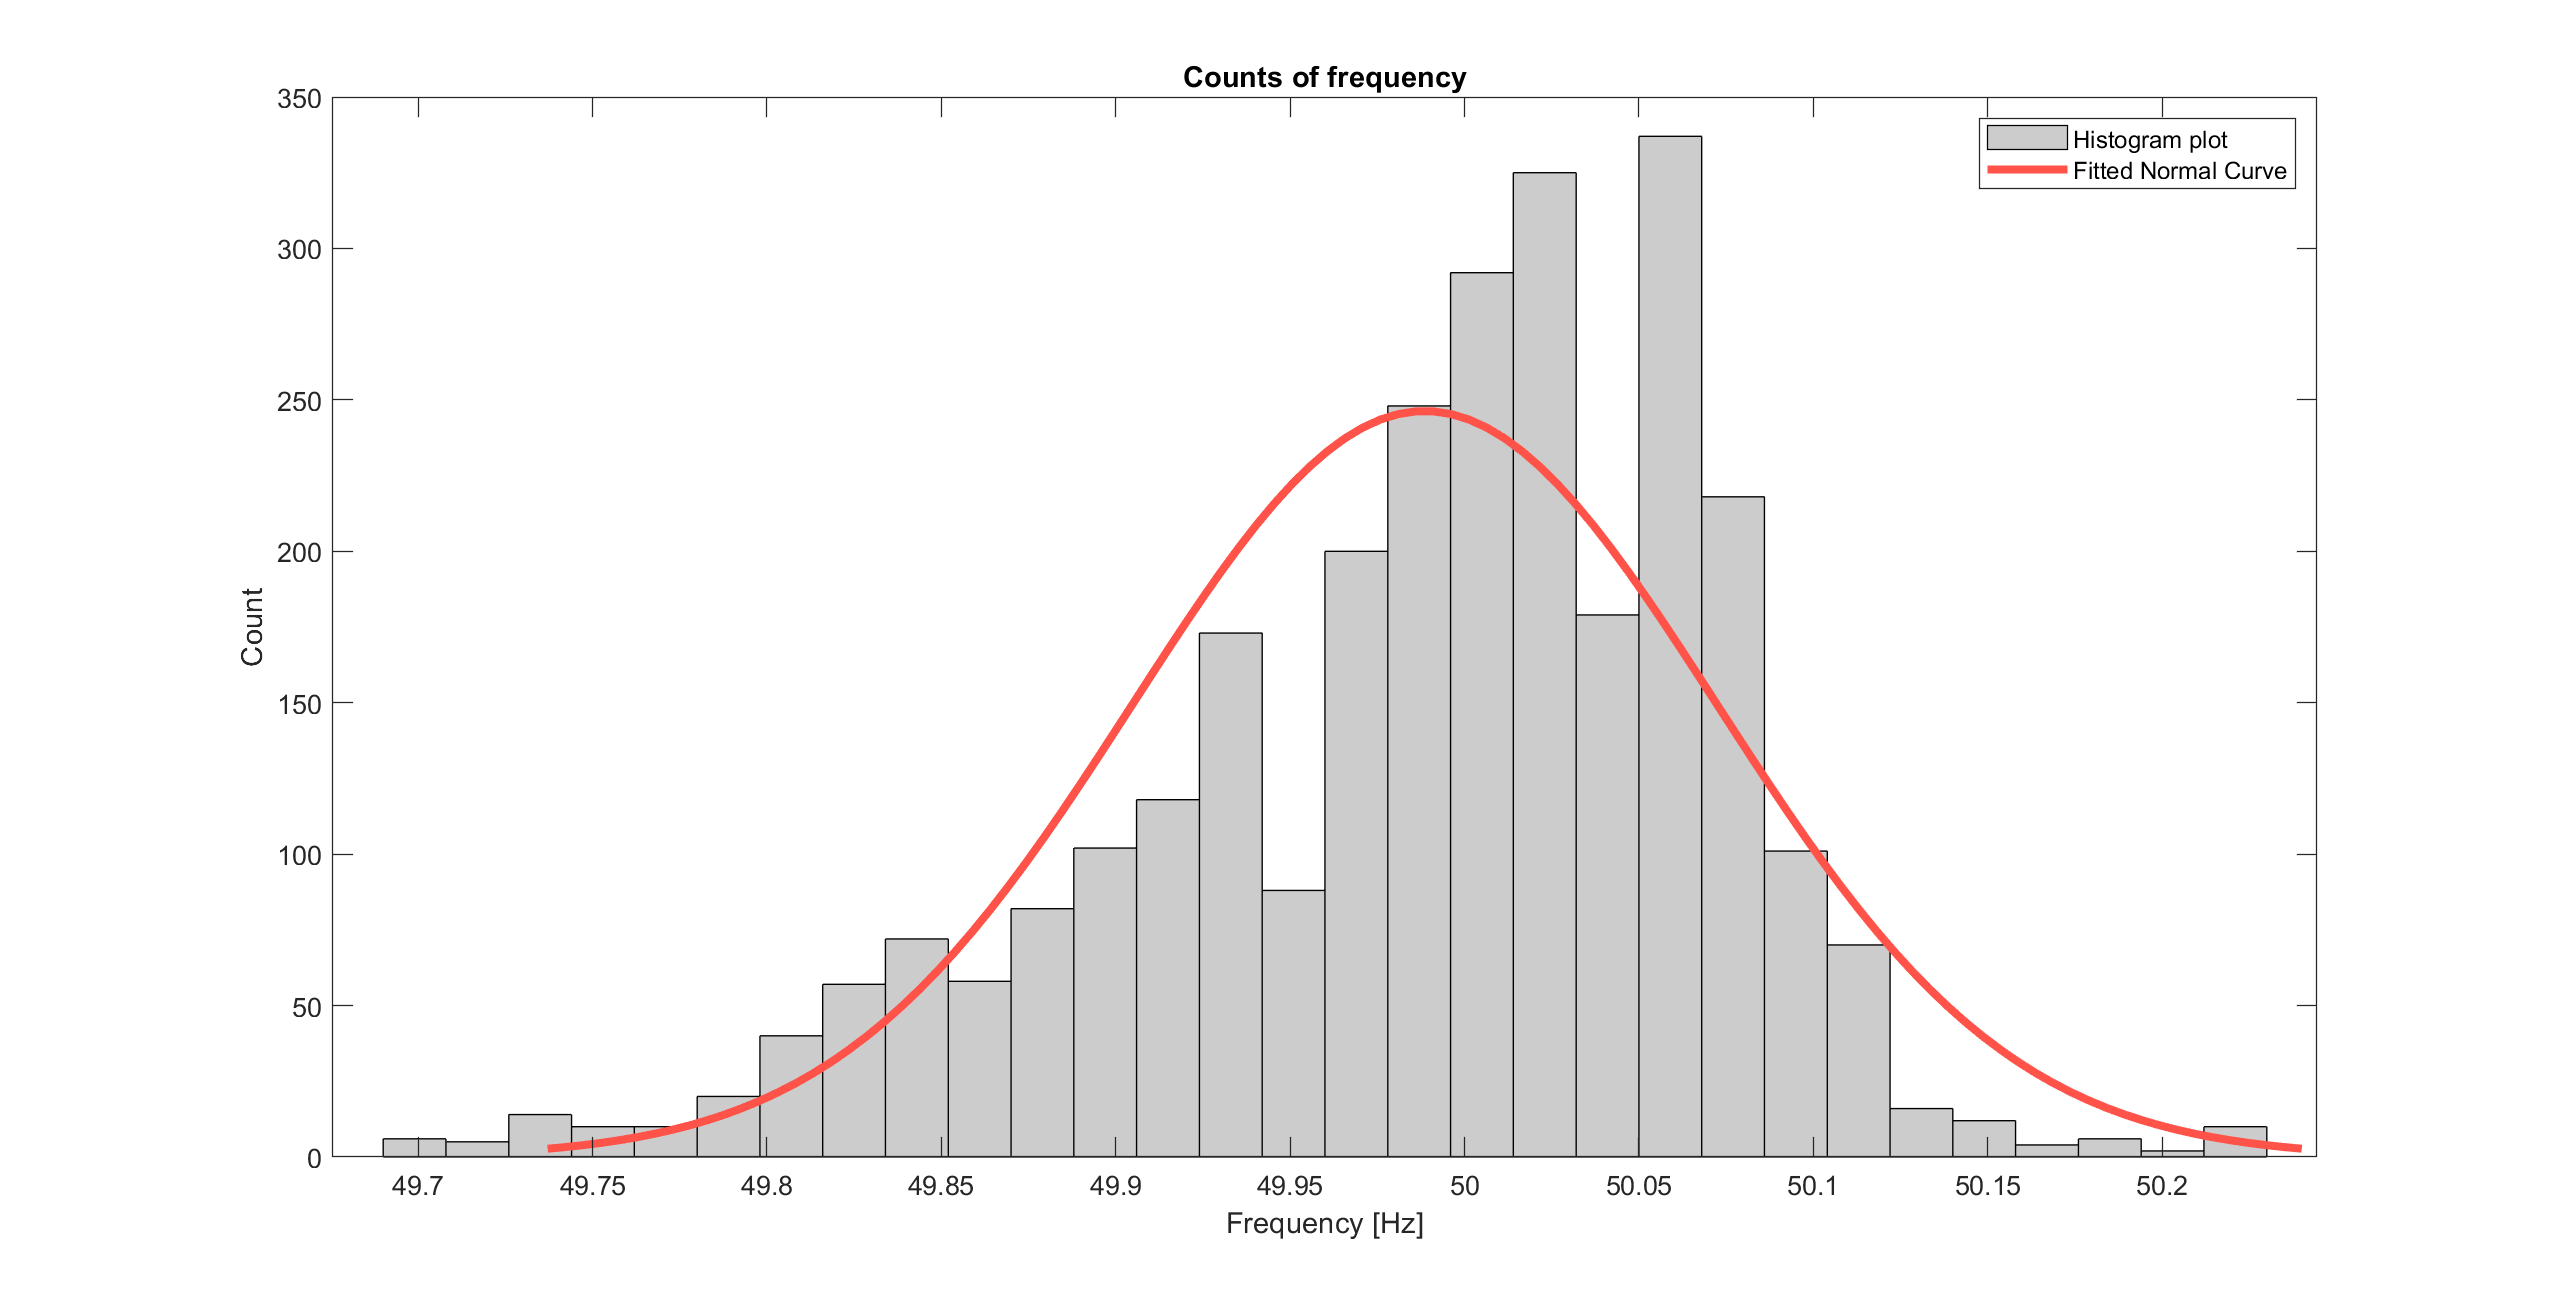 Counts of frequency
Histogram plot
Fitted Normal Curve
350
300
250
200
150
100
50
0
Count
49.7 49.75 49.8 49.85 49.9 49.95 50 50.05 50.1 50.15 50.2
Frequency [Hz]